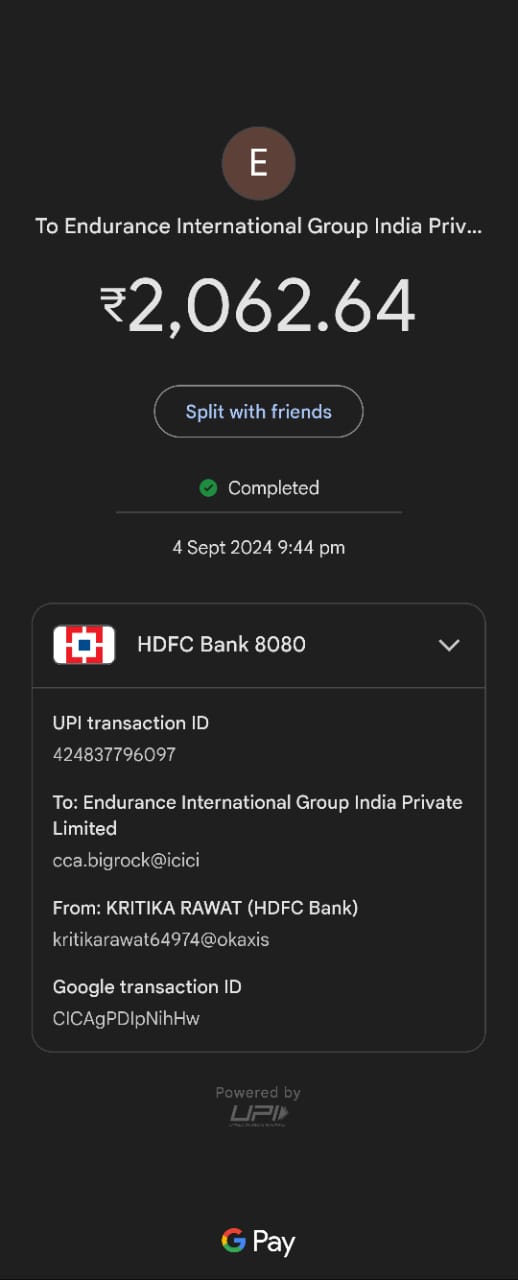 E
To Endurance International Group India Priv...
₹2,062.64
Split with friends
Completed
4 Sept 2024 9:44 pm
HDFC Bank 8080
UPI transaction ID
424837796097
To: Endurance International Group India Private
Limited
cca.bigrock@icici
From: KRITIKA RAWAT (HDFC Bank)
kritikarawat64974@okaxis
Google transaction ID
CICAgPDIpNihHw
Powered by
UPI
G Pay